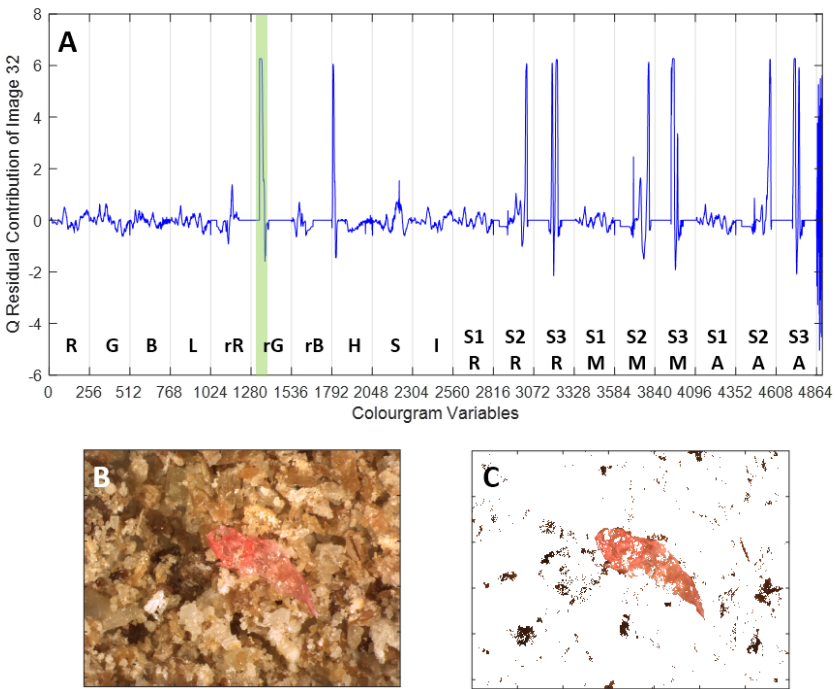 8
6
4
2
0
-2
-4
-6
Q Residual Contribution of Image 32
A
R G B L rR rG rB H S I S1 S2 S3 S1 S2 S3 S1 S2 S3
R R R M M M A A A
0 256 512 768 1024 1280 1536 1792 2048 2304 2560 2816 3072 3328 3584 3840 4096 4352 4608 4864
Colourgram Variables
B
C